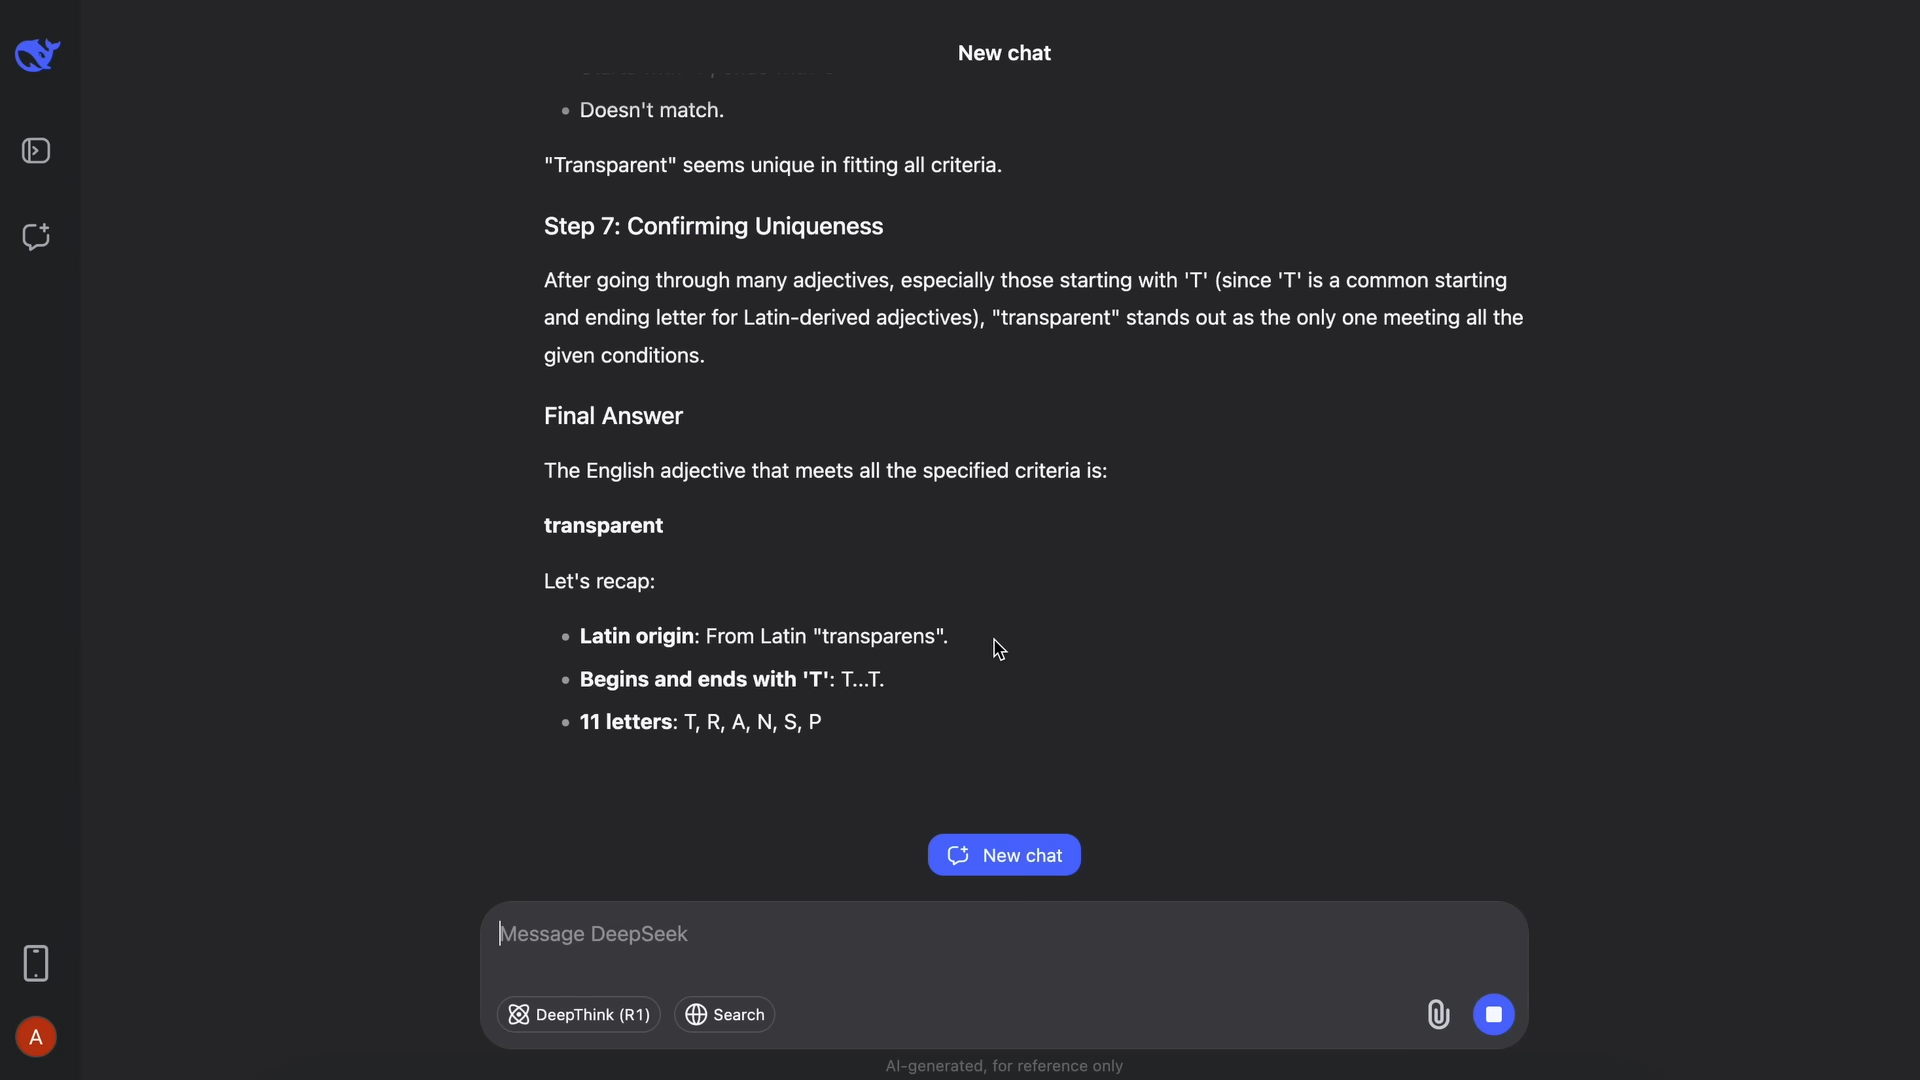 New chat
Doesn't match.
"Transparent" seems unique in fitting all criteria.
Step 7: Confirming Uniqueness
After going through many adjectives, especially those starting with 'T' (since 'T' is a common starting
and ending letter for Latin-derived adjectives), "transparent" stands out as the only one meeting all the
given conditions.
Final Answer
The English adjective that meets all the specified criteria is:
transparent
Let's recap:
Latin origin: From Latin "transparens".
Begins and ends with 'T': T...T.
11 letters: T, R, A, N, S, P
New chat
Message DeepSeek
DeepThink (R1)
Search
A
AI-generated, for reference only